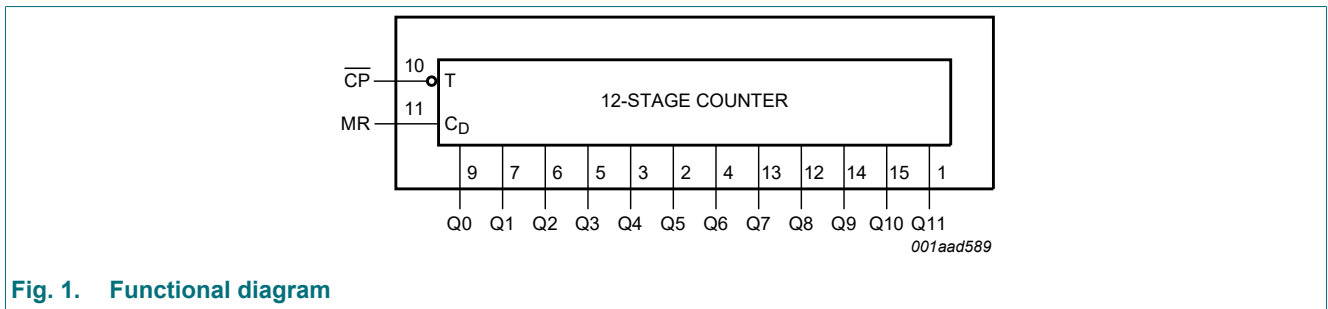 10
CP
T
12-STAGE COUNTER
11
MR
CD
9 7 6 5 3 2 4 13 12 14 15 1
Q0 Q1 Q2 Q3 Q4 Q5 Q6 Q7 Q8 Q9 Q10 Q11
001aad589
Fig. 1. Functional diagram